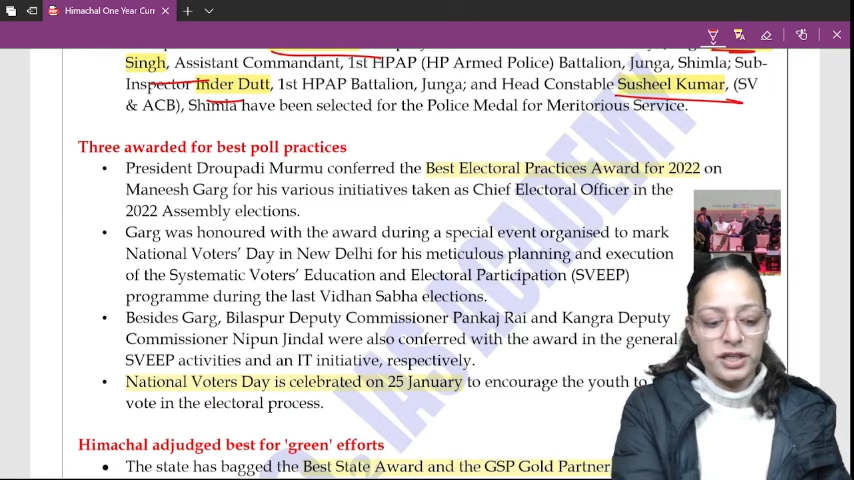 Himachal One Year Curr
Singh, Assistant Commandant, 1st HPAP (HP Armed Police) Battalion, Junga, Shimla; Sub-
Inspector Inder Dutt, 1st HPAP Battalion, Junga; and Head Constable Susheel Kumar, (SV
& ACB), Shimla have been selected for the Police Medal for Meritorious Service.
Three awarded for best poll practices
• President Droupadi Murmu conferred the Best Electoral Practices Award for 2022 on
Maneesh Garg for his various initiatives taken as Chief Electoral Officer in the
2022 Assembly elections.
• Garg was honoured with the award during a special event organised to mark
National Voters' Day in New Delhi for his meticulous planning and execution
of the Systematic Voters' Education and Electoral Participation (SVEEP)
programme during the last Vidhan Sabha elections.
• Besides Garg, Bilaspur Deputy Commissioner Pankaj Rai and Kangra Deputy
Commissioner Nipun Jindal were also conferred with the award in the general
SVEEP activities and an IT initiative, respectively.
• National Voters Day is celebrated on 25 January to encourage the youth to
vote in the electoral process.
Himachal adjudged best for 'green' efforts
• The state has bagged the Best State Award and the GSP Gold Partner
IAS ACADEMY